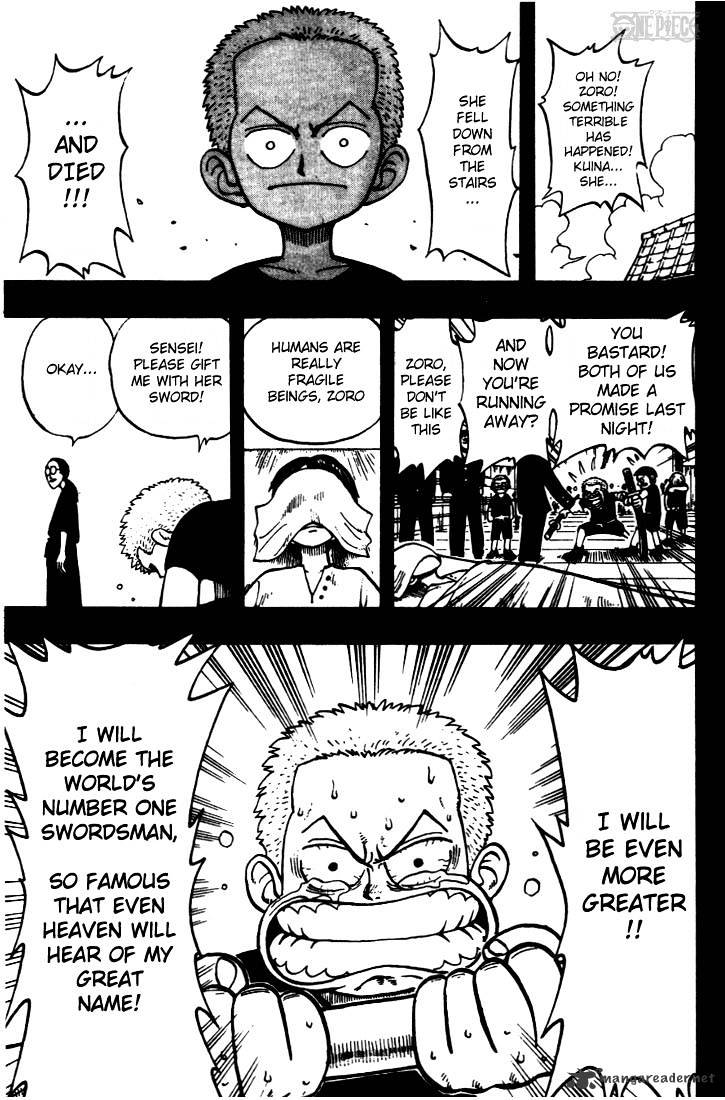 ONE PIECE
OH NO!
ZORO!
SOMETHING
TERRIBLE
HAS
HAPPENED!
KUINA...
SHE...
SHE
FELL
DOWN
FROM
THE
STAIRS
...
...
AND
DIED
!!!
YOU
BASTARD!
BOTH OF US
MADE A
PROMISE LAST
NIGHT!
AND
NOW
YOU'RE
RUNNING
AWAY?
ZORO,
PLEASE
DON'T
BE LIKE
THIS
HUMANS ARE
REALLY
FRAGILE
BEINGS, ZORO
SENSEI!
PLEASE GIFT
ME WITH HER
SWORD!
OKAY...
I WILL
BE EVEN
MORE
GREATER
!!
I WILL
BECOME THE
WORLD'S
NUMBER ONE
SWORDSMAN,
SO FAMOUS
THAT EVEN
HEAVEN WILL
HEAR OF MY
GREAT
NAME!
mangareader.net